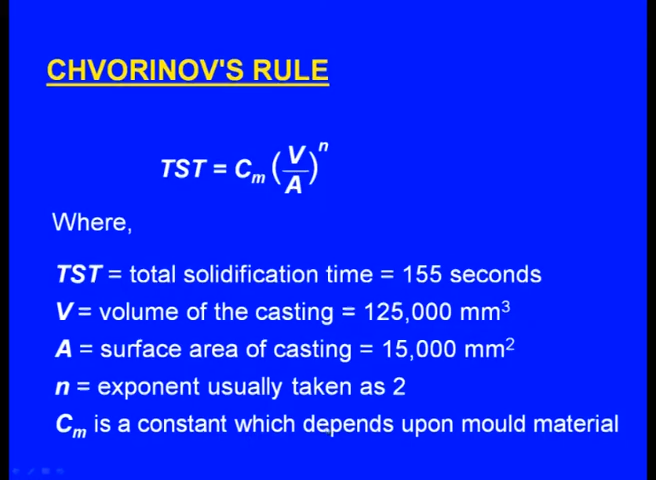 CHVORINOV'S RULE
TST = Cₘ (V/A)ⁿ
Where,
TST = total solidification time = 155 seconds
V = volume of the casting = 125,000 mm³
A = surface area of casting = 15,000 mm²
n = exponent usually taken as 2
Cₘ is a constant which depends upon mould material